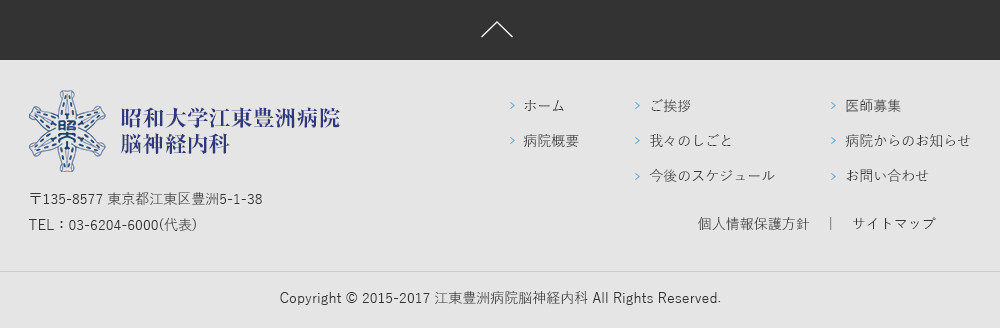 昭大
昭和大学江東豊洲病院
脳神経内科
〒135-8577 東京都江東区豊洲5-1-38
TEL：03-6204-6000(代表)
ホーム
病院概要
ご挨拶
我々のしごと
今後のスケジュール
医師募集
病院からのお知らせ
お問い合わせ
個人情報保護方針 | サイトマップ
Copyright © 2015-2017 江東豊洲病院脳神経内科 All Rights Reserved.